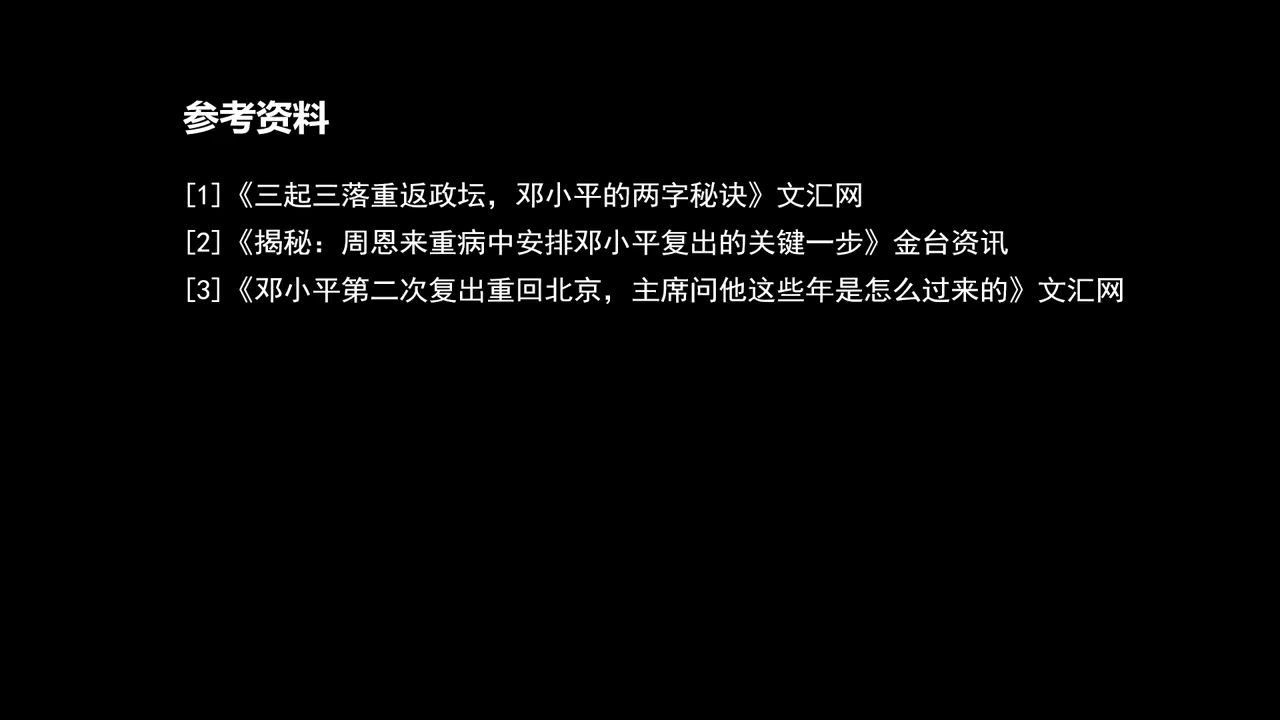 参考资料
[1]《三起三落重返政坛，邓小平的两字秘诀》文汇网
[2]《揭秘：周恩来重病中安排邓小平复出的关键一步》金台资讯
[3]《邓小平第二次复出重回北京，主席问他这些年是怎么过来的》文汇网